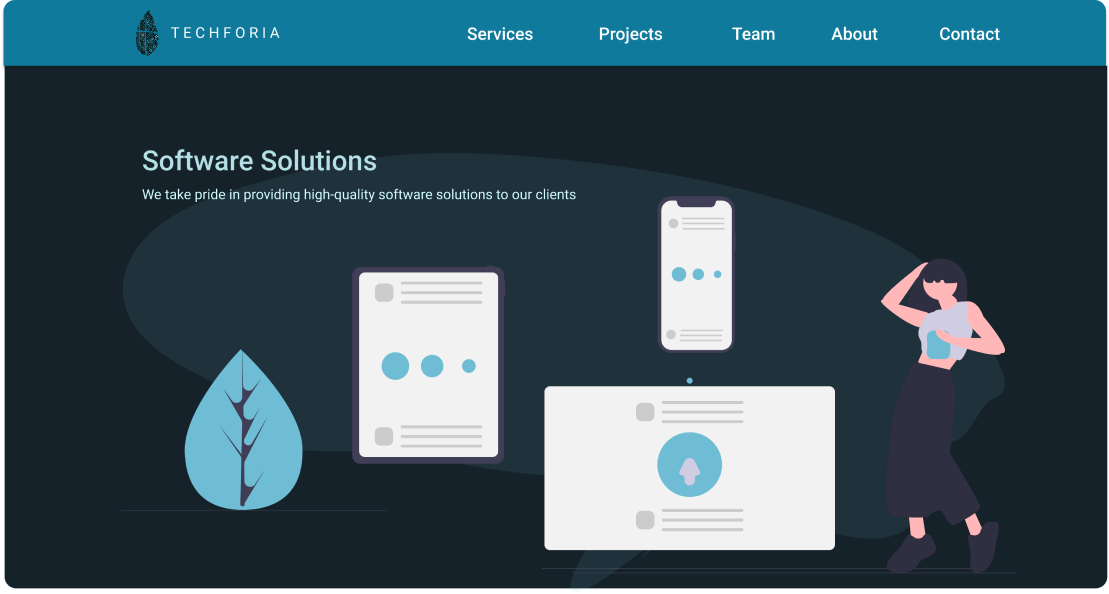 TECHFORIA
Services Projects Team About Contact
Software Solutions
We take pride in providing high-quality software solutions to our clients